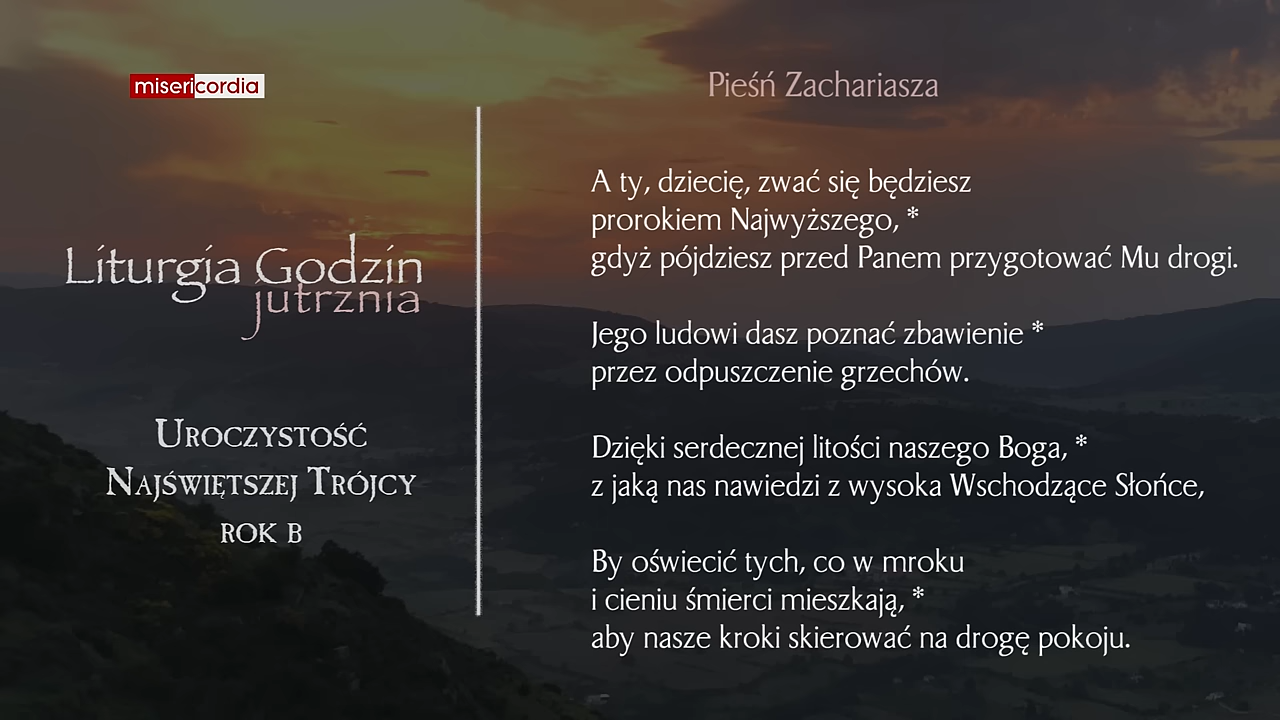 misericordia
Liturgia Godzin
jutrznia
Uroczystość
Najświętszej Trójcy
rok B
Pieśń Zachariasza
A ty, dziecię, zwać się będziesz
prorokiem Najwyższego, *
gdyż pójdziesz przed Panem przygotować Mu drogi.
Jego ludowi dasz poznać zbawienie *
przez odpuszczenie grzechów.
Dzięki serdecznej litości naszego Boga, *
z jaką nas nawiedzi z wysoka Wschodzące Słońce,
By oświecić tych, co w mroku
i cieniu śmierci mieszkają, *
aby nasze kroki skierować na drogę pokoju.